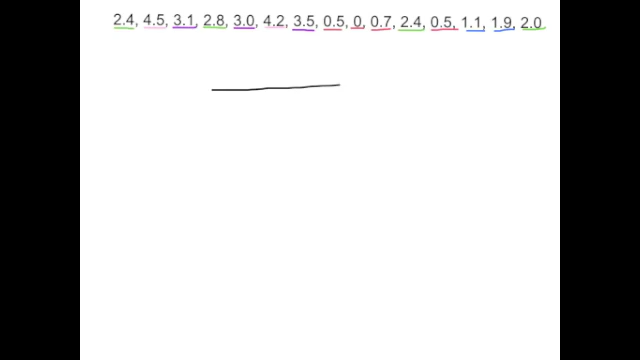 2.4, 4.5, 3.1, 2.8, 3.0, 4.2, 3.5, 0.5, 0, 0.7, 2.4, 0.5, 1.1, 1.9, 2.0